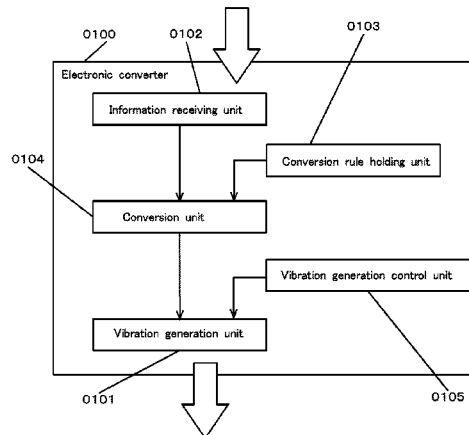 0102
0103
0100
Electronic converter
Information receiving unit
0104
Conversion rule holding unit
Conversion unit
Vibration generation control unit
Vibration generation unit
0101
0105